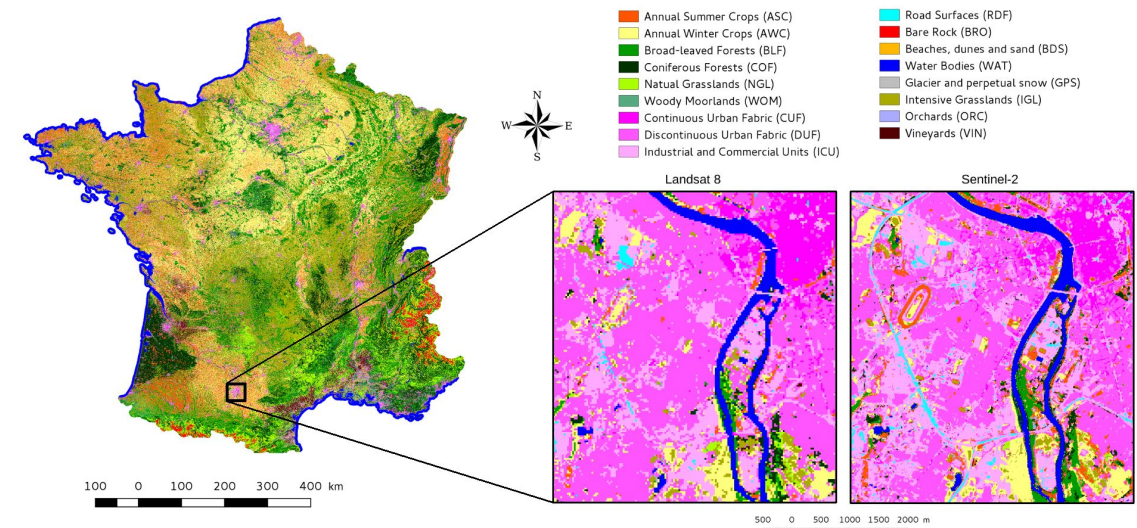 Annual Summer Crops (ASC)
Annual Winter Crops (AWC)
Broad-leaved Forests (BLF)
Coniferous Forests (COF)
Natual Grasslands (NGL)
Woody Moorlands (WOM)
Continuous Urban Fabric (CUF)
Discontinuous Urban Fabric (DUF)
Industrial and Commercial Units (ICU)
Road Surfaces (RDF)
Bare Rock (BRO)
Beaches, dunes and sand (BDS)
Water Bodies (WAT)
Glacier and perpetual snow (GPS)
Intensive Grasslands (IGL)
Orchards (ORC)
Vineyards (VIN)
N
W E
S
Landsat 8
Sentinel-2
100 0 100 200 300 400 km
500 0 500 1000 1500 2000 m